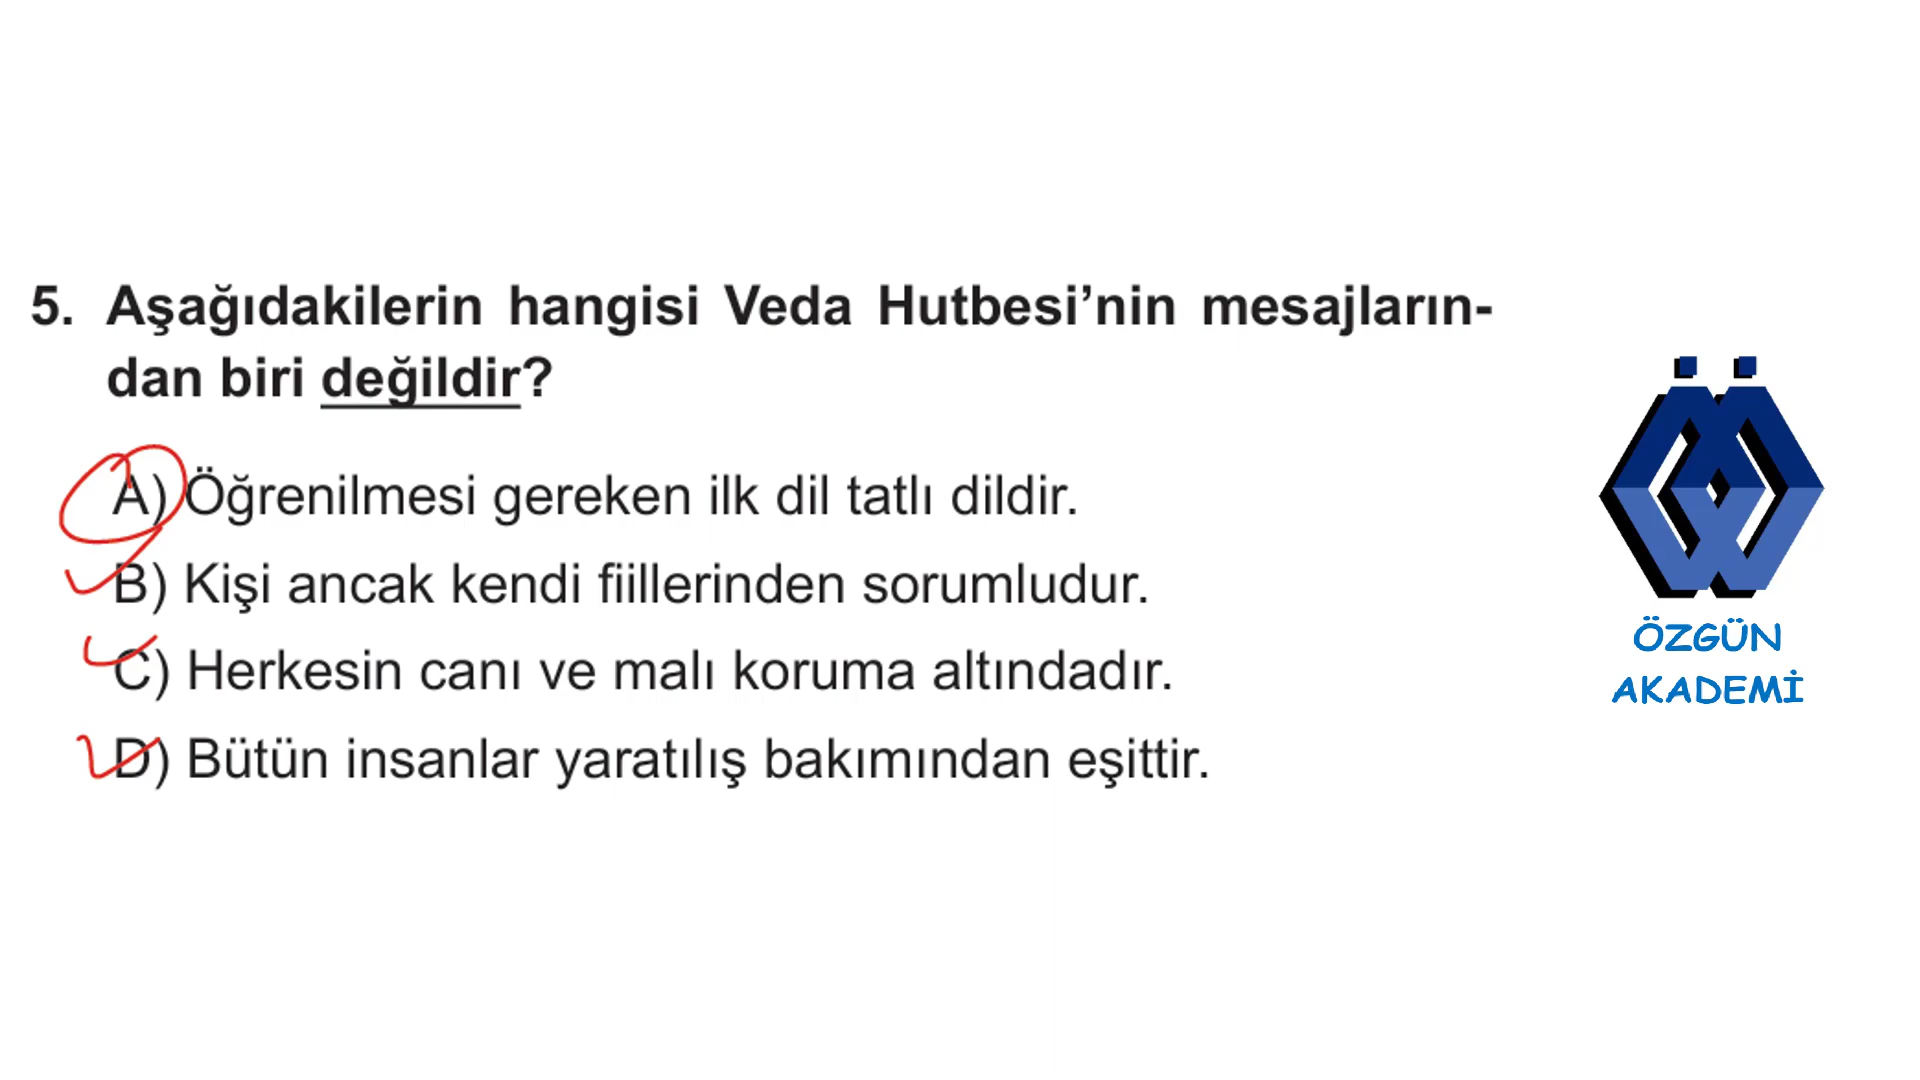 5. Aşağıdakilerin hangisi Veda Hutbesi’nin mesajların-
dan biri değildir?
A) Öğrenilmesi gereken ilk dil tatlı dildir.
B) Kişi ancak kendi fiillerinden sorumludur.
C) Herkesin canı ve malı koruma altındadır.
D) Bütün insanlar yaratılış bakımından eşittir.
ÖZGÜN
AKADEMİ